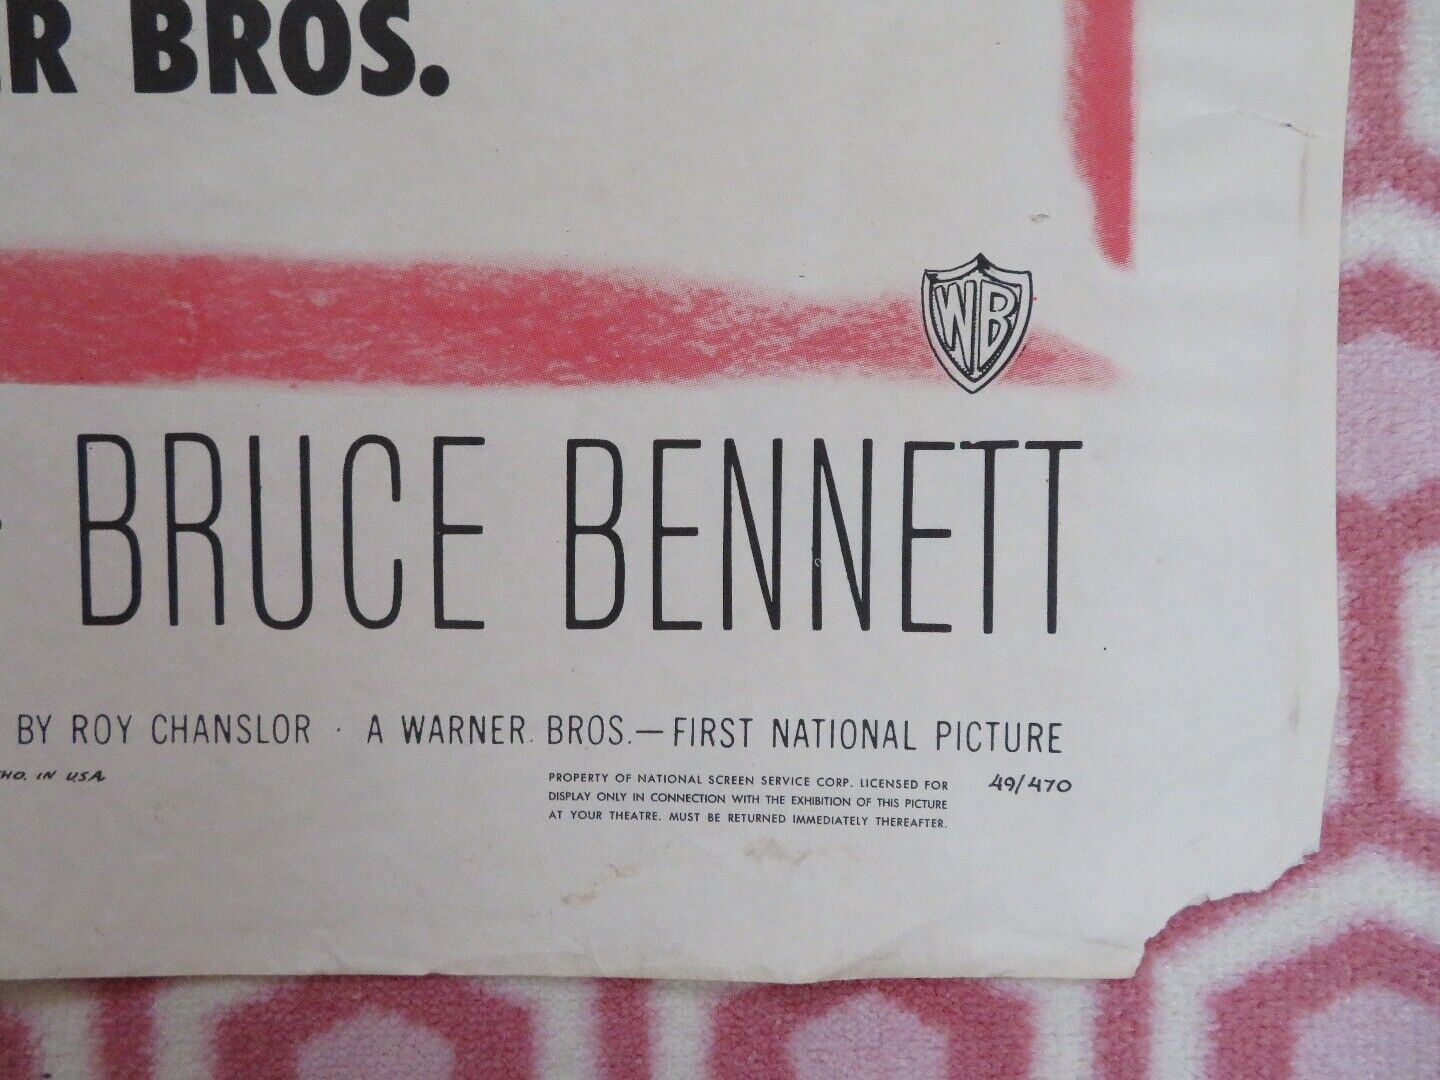 BROS.
WB
BRUCE BENNETT
BY ROY CHANSLOR · A WARNER BROS.—FIRST NATIONAL PICTURE
IN U.S.A.
PROPERTY OF NATIONAL SCREEN SERVICE CORP. LICENSED FOR
DISPLAY ONLY IN CONNECTION WITH THE EXHIBITION OF THIS PICTURE
AT YOUR THEATRE. MUST BE RETURNED IMMEDIATELY THEREAFTER.
49/470